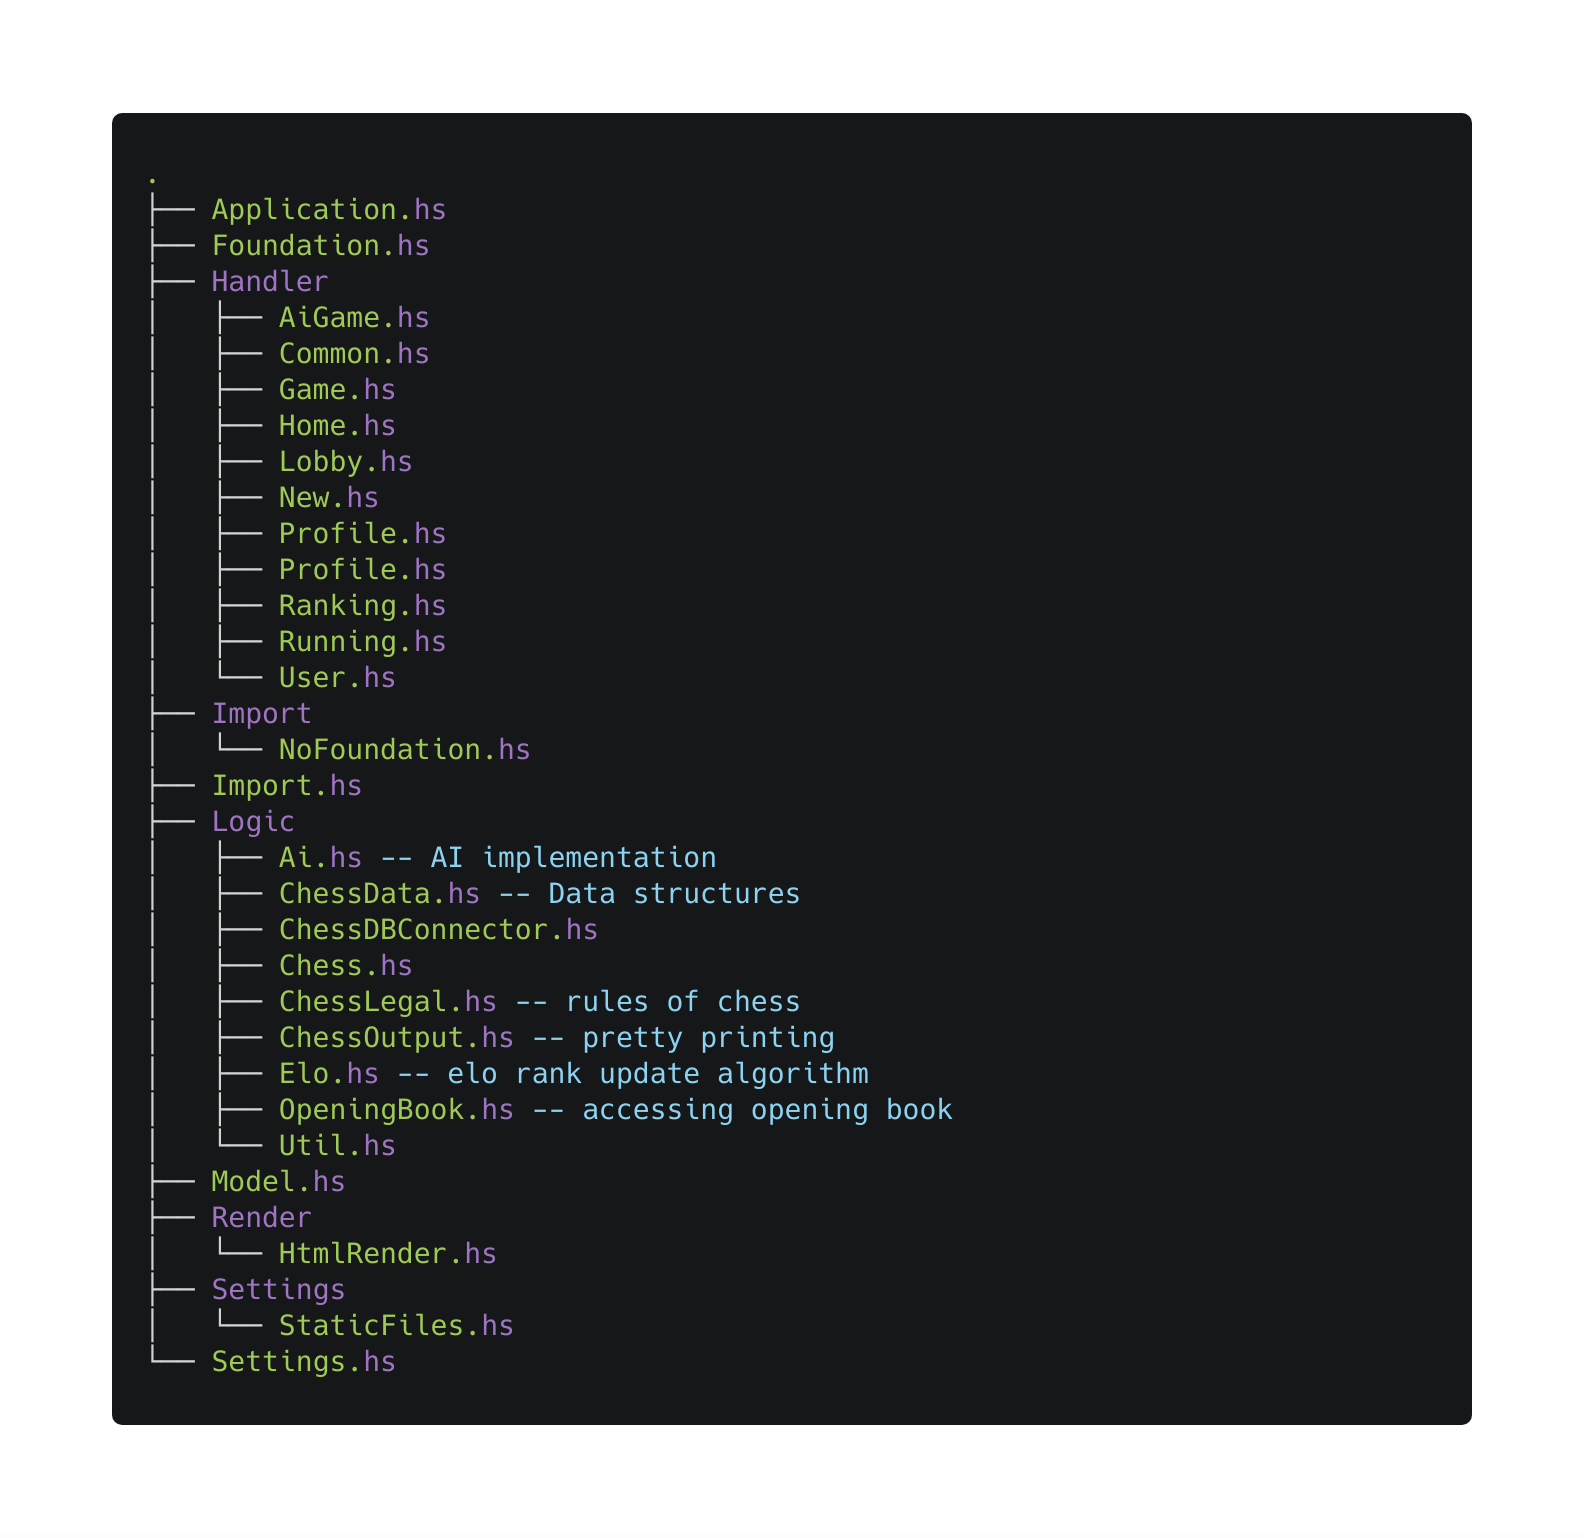 .
├── Application.hs
├── Foundation.hs
├── Handler
│   ├── AiGame.hs
│   ├── Common.hs
│   ├── Game.hs
│   ├── Home.hs
│   ├── Lobby.hs
│   ├── New.hs
│   ├── Profile.hs
│   ├── Profile.hs
│   ├── Ranking.hs
│   ├── Running.hs
│   └── User.hs
├── Import
│   └── NoFoundation.hs
├── Import.hs
├── Logic
│   ├── Ai.hs -- AI implementation
│   ├── ChessData.hs -- Data structures
│   ├── ChessDBConnector.hs
│   ├── Chess.hs
│   ├── ChessLegal.hs -- rules of chess
│   ├── ChessOutput.hs -- pretty printing
│   ├── Elo.hs -- elo rank update algorithm
│   ├── OpeningBook.hs -- accessing opening book
│   └── Util.hs
├── Model.hs
├── Render
│   └── HtmlRender.hs
├── Settings
│   └── StaticFiles.hs
└── Settings.hs